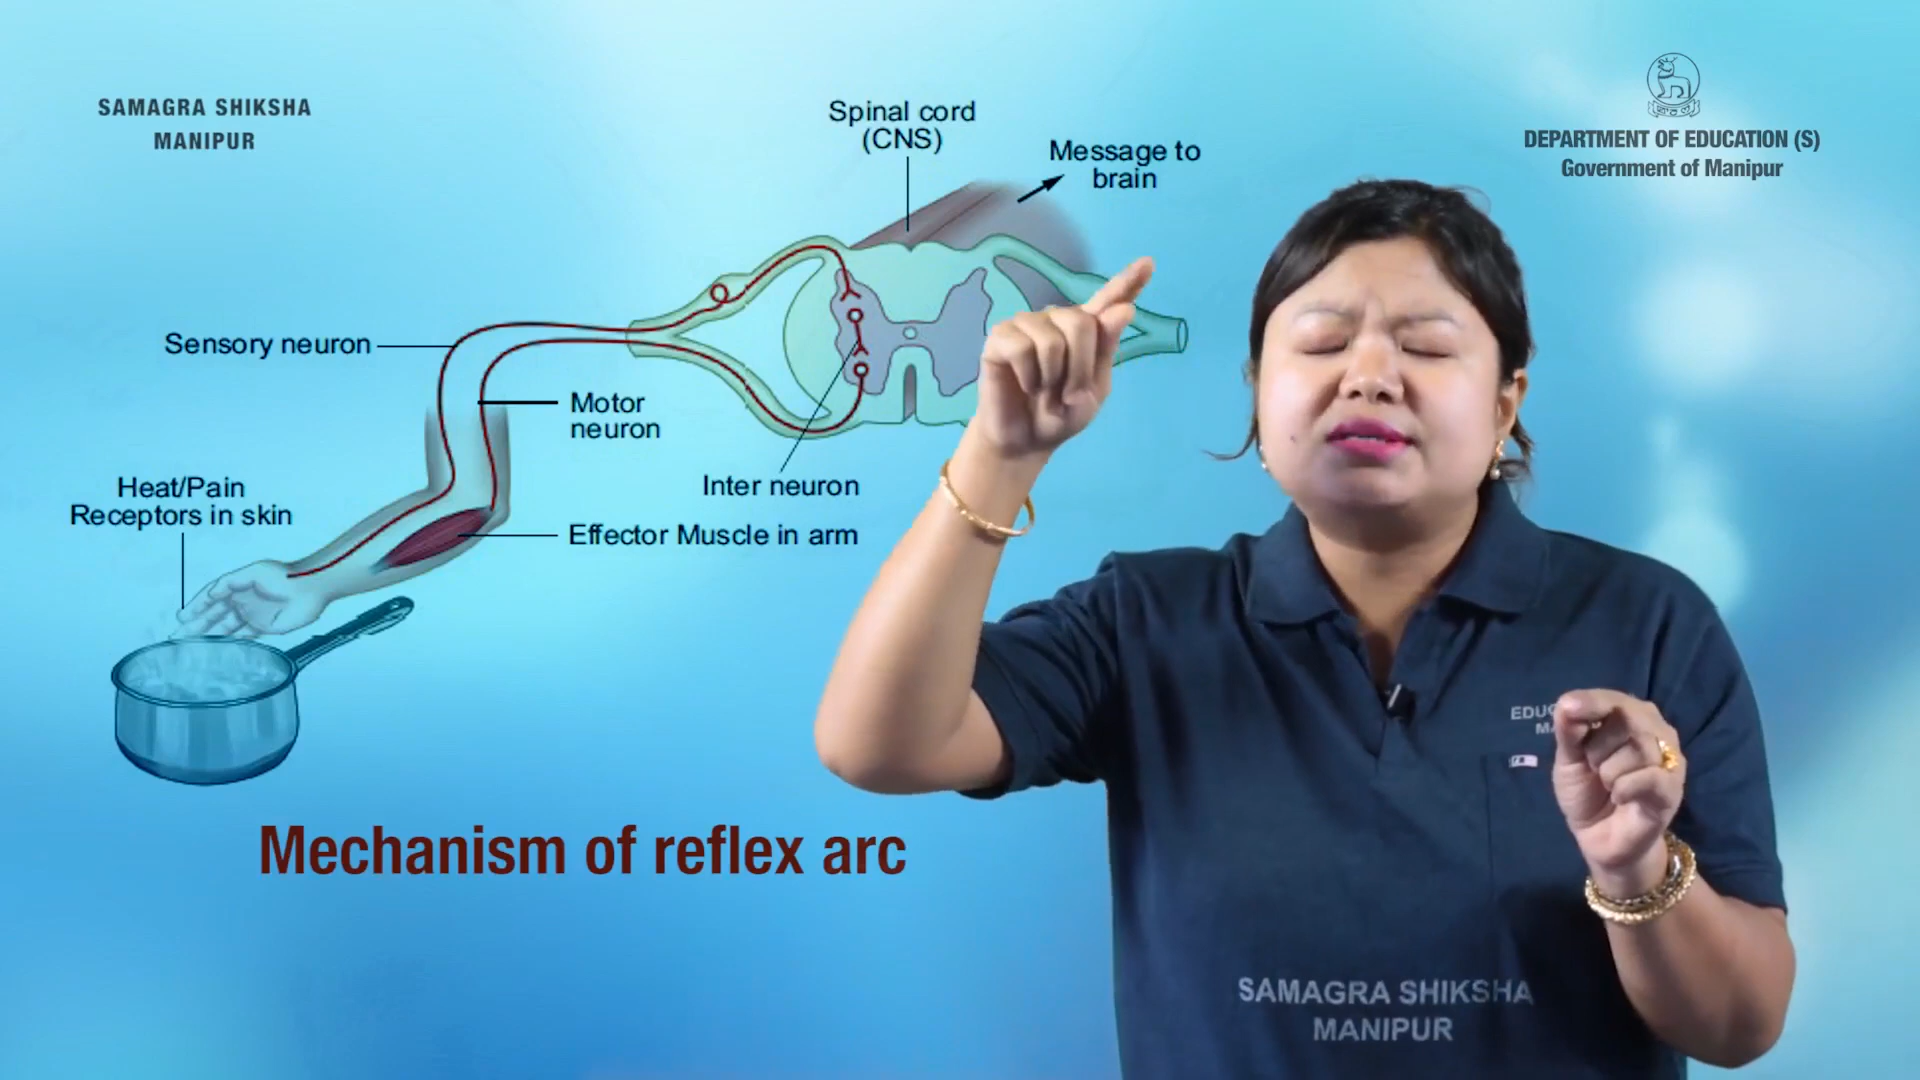 SAMAGRA SHIKSHA
MANIPUR
DEPARTMENT OF EDUCATION (S)
Government of Manipur
Spinal cord
(CNS)
Message to
brain
Sensory neuron
Motor
neuron
Inter neuron
Heat/Pain
Receptors in skin
Effector Muscle in arm
Mechanism of reflex arc
SAMAGRA SHIKSHA
MANIPUR